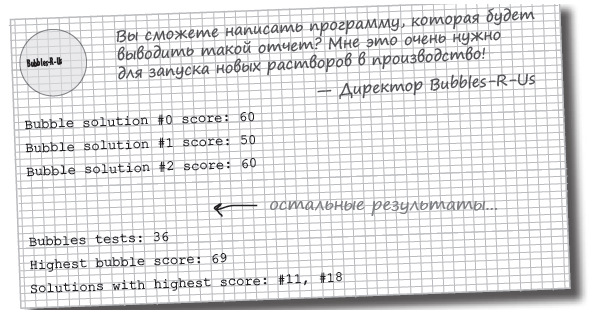 Bubbles-R-Us
Вы сможете написать программу, которая будет
выводить такой отчет? Мне это очень нужно
для запуска новых растворов в производство!
— Директор Bubbles-R-Us
Bubble solution #0 score: 60
Bubble solution #1 score: 50
Bubble solution #2 score: 60
остальные результаты...
Bubbles tests: 36
Highest bubble score: 69
Solutions with highest score: #11, #18